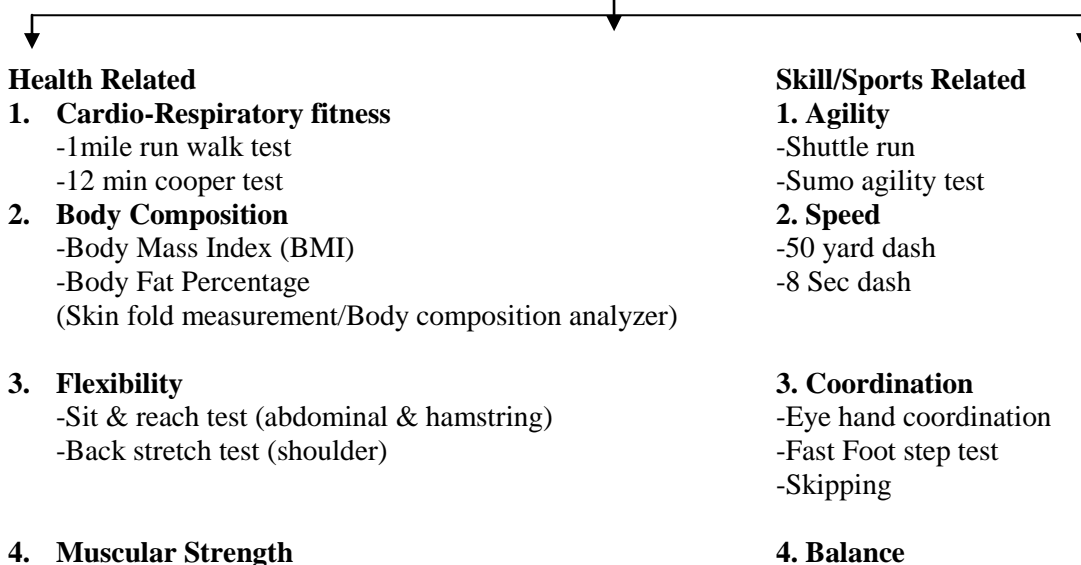 Health Related
1. Cardio-Respiratory fitness
-1mile run walk test
-12 min cooper test
2. Body Composition
-Body Mass Index (BMI)
-Body Fat Percentage
(Skin fold measurement/Body composition analyzer)
3. Flexibility
-Sit & reach test (abdominal & hamstring)
-Back stretch test (shoulder)
4. Muscular Strength
Skill/Sports Related
1. Agility
-Shuttle run
-Sumo agility test
2. Speed
-50 yard dash
-8 Sec dash
3. Coordination
-Eye hand coordination
-Fast Foot step test
-Skipping
4. Balance